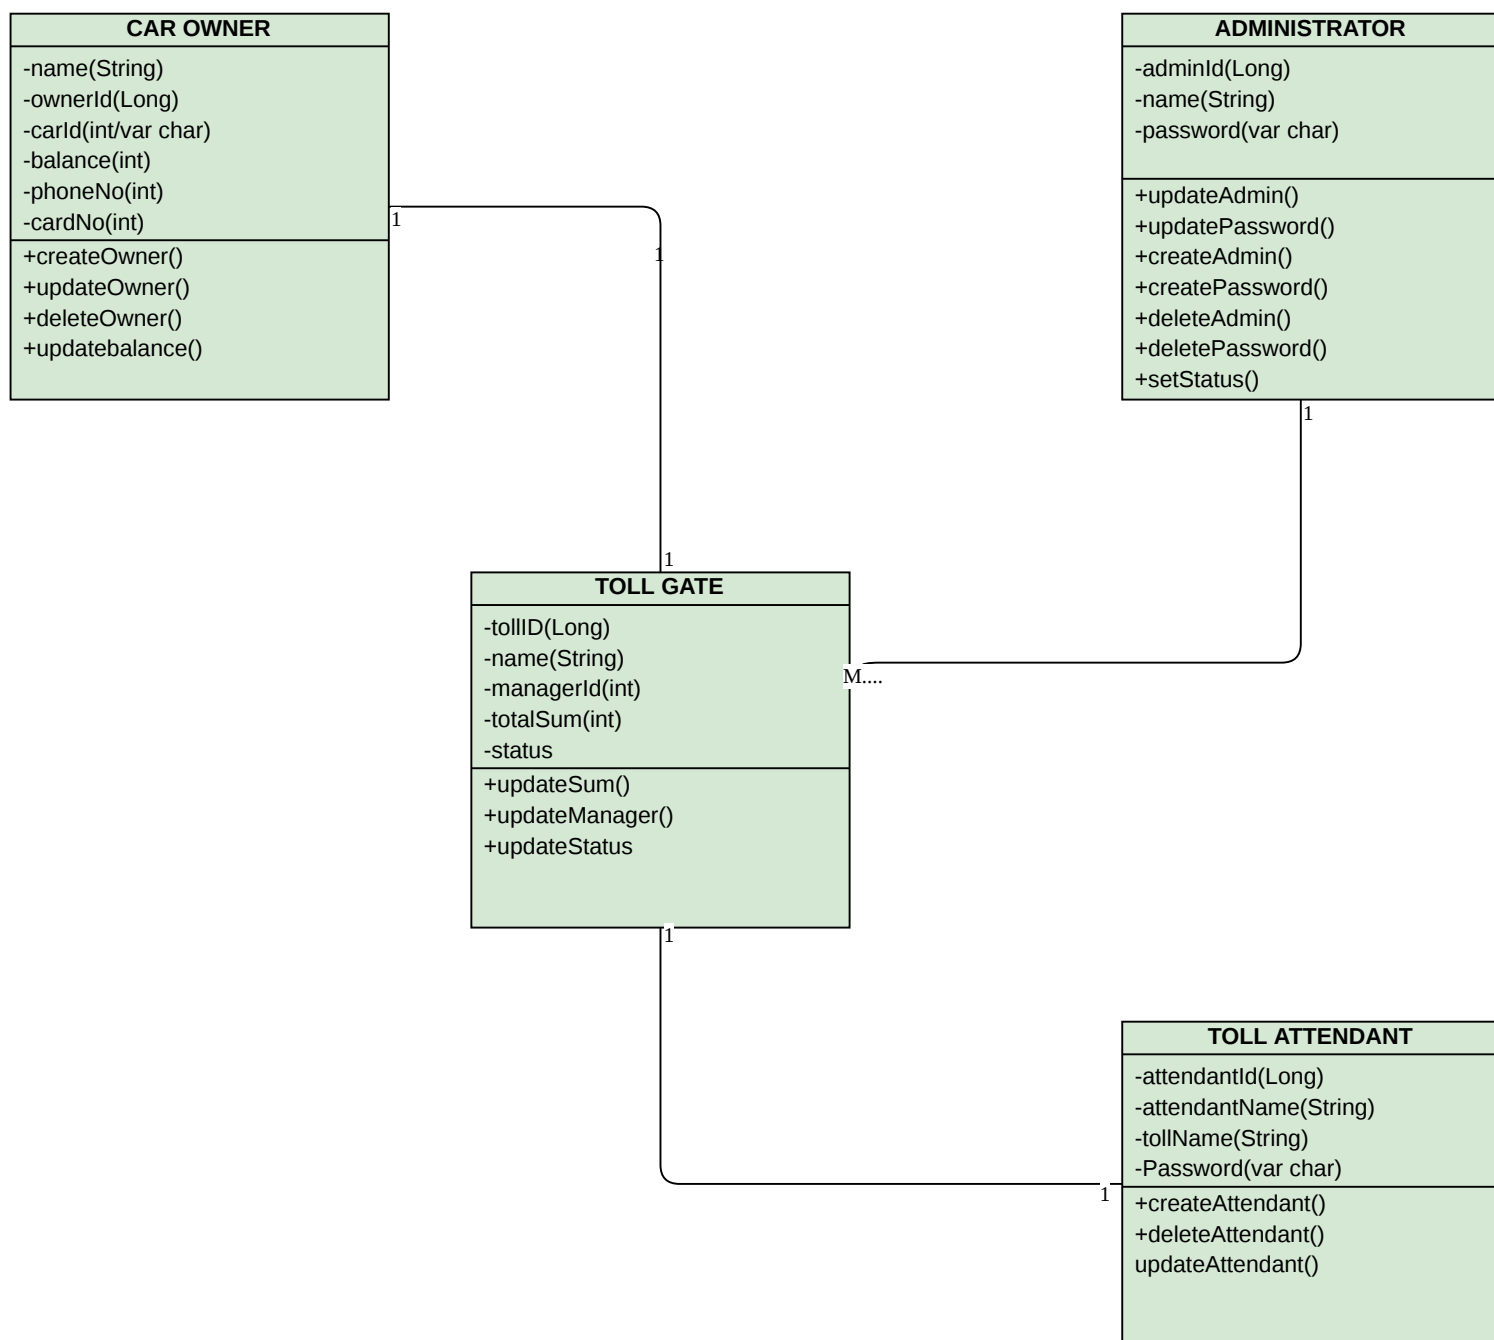 CAR OWNER
-name(String)
-ownerId(Long)
-carId(int/var char)
-balance(int)
-phoneNo(int)
-cardNo(int)
+createOwner()
+updateOwner()
+deleteOwner()
+updatebalance()
1
1
1
ADMINISTRATOR
-adminId(Long)
-name(String)
-password(var char)
+updateAdmin()
+updatePassword()
+createAdmin()
+createPassword()
+deleteAdmin()
+deletePassword()
+setStatus()
1
M....
TOLL GATE
-tollID(Long)
-name(String)
-managerId(int)
-totalSum(int)
-status
+updateSum()
+updateManager()
+updateStatus
1
1
TOLL ATTENDANT
-attendantId(Long)
-attendantName(String)
-tollName(String)
-Password(var char)
+createAttendant()
+deleteAttendant()
updateAttendant()